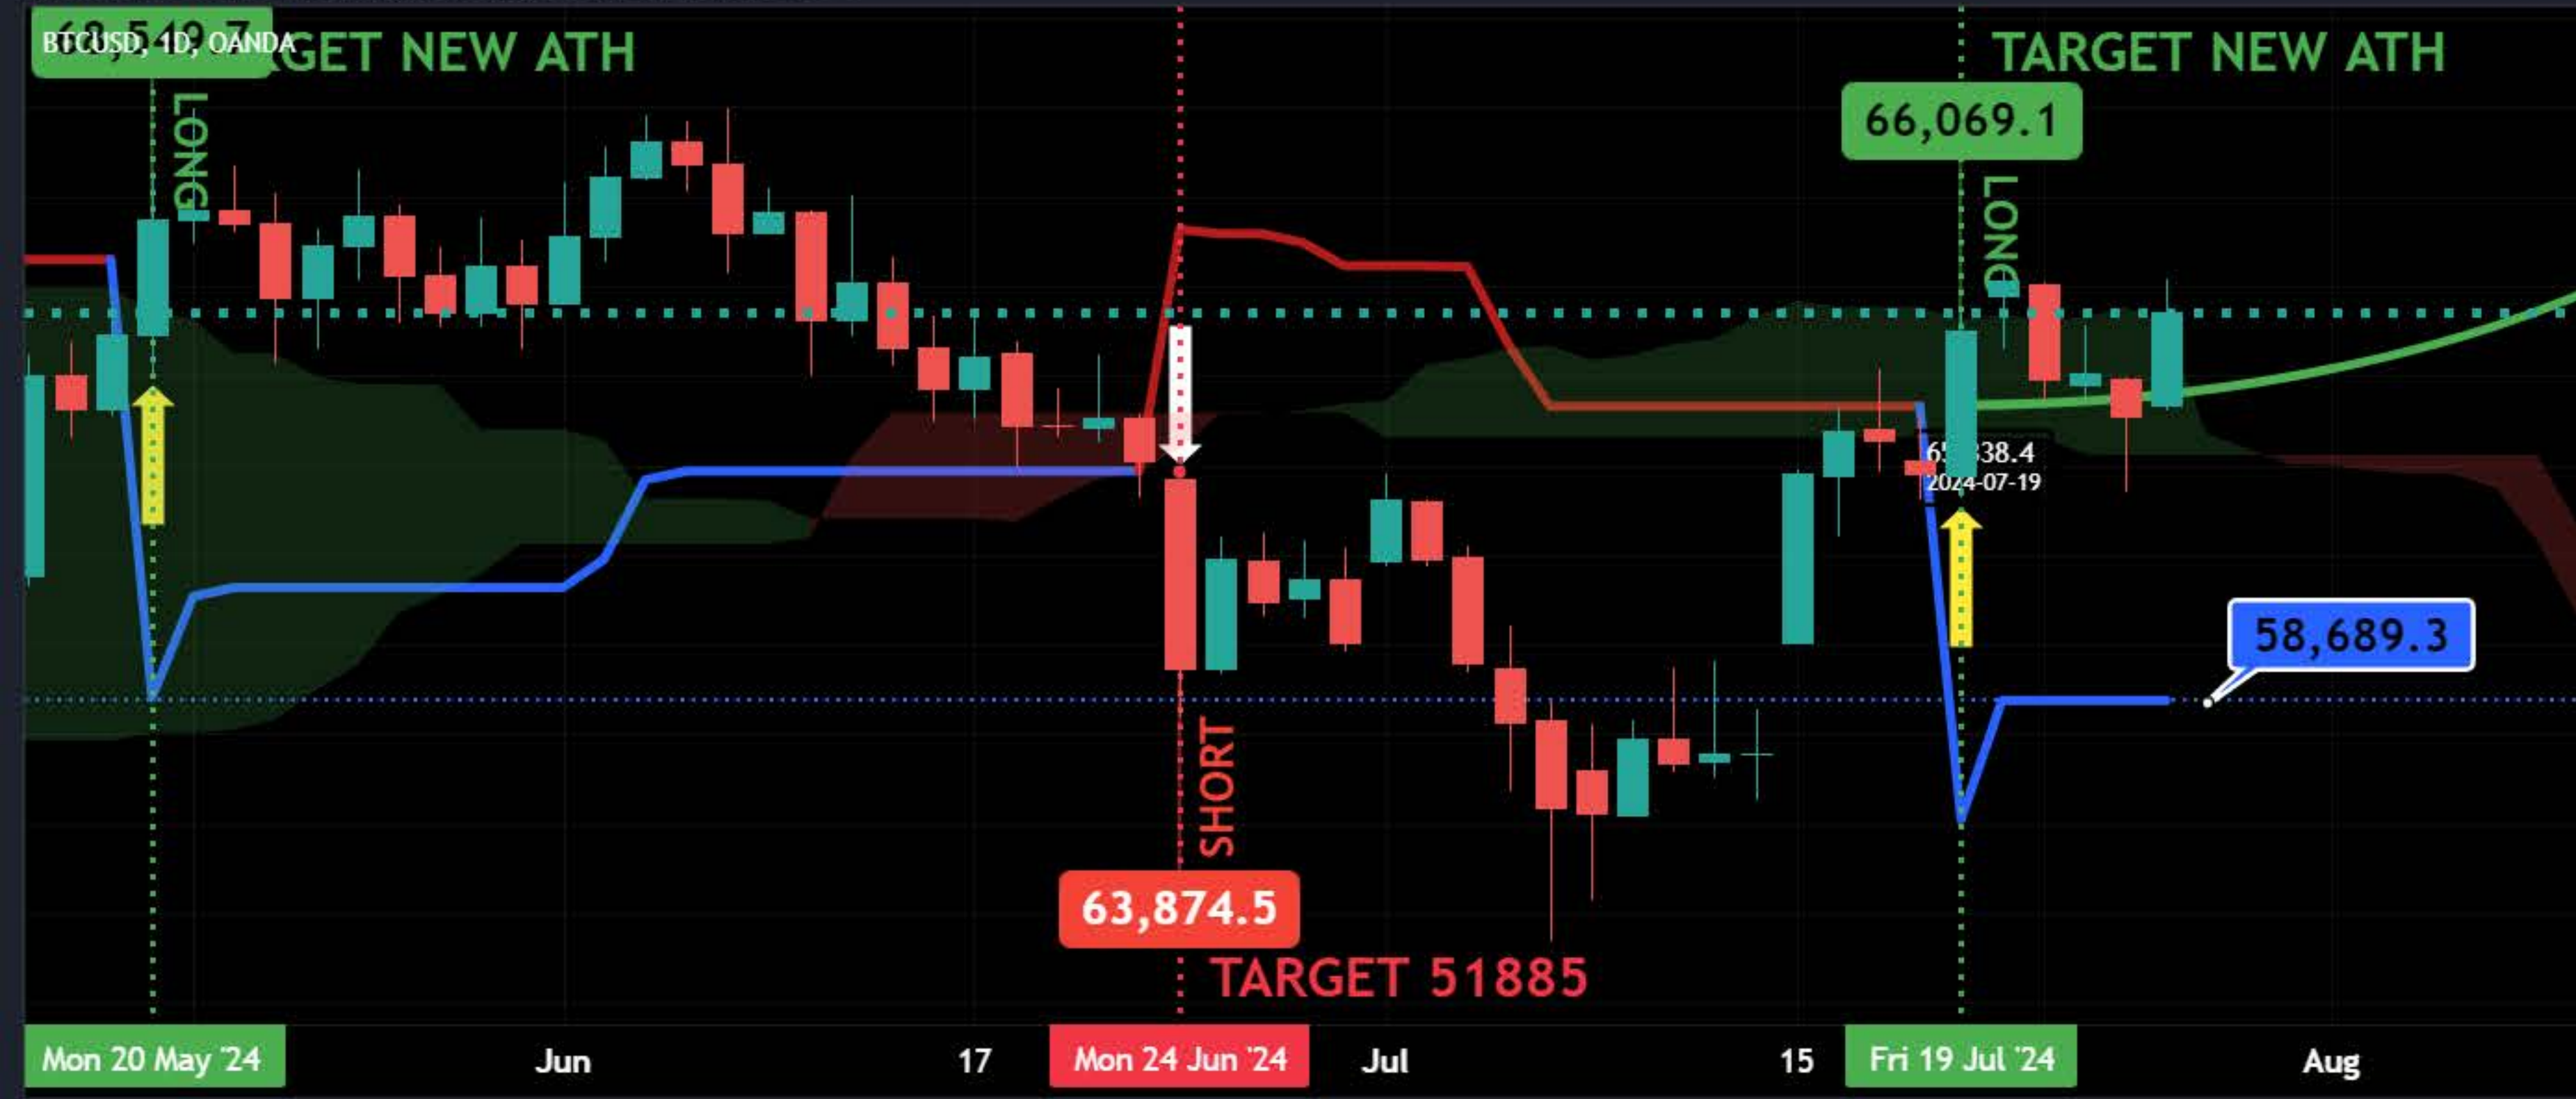 BTCUSD, 1D, OANDA
GET NEW ATH
TARGET NEW ATH
LONG
66,069.1
LONG
2024-07-19
58,689.3
SHORT
63,874.5
TARGET 51885
Mon 20 May '24
Jun
17
Mon 24 Jun '24
Jul
15
Fri 19 Jul '24
Aug